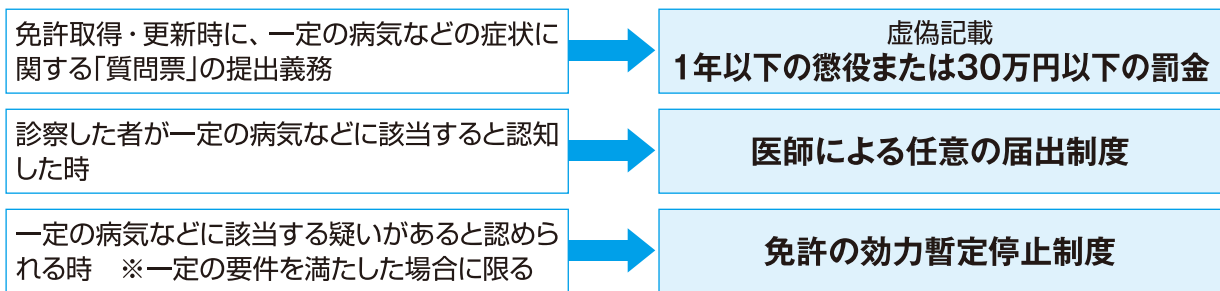 免許取得・更新時に、一定の病気などの症状に
関する「質問票」の提出義務
虚偽記載
1年以下の懲役または30万円以下の罰金
診察した者が一定の病気などに該当すると認知
した時
医師による任意の届出制度
一定の病気などに該当する疑いがあると認めら
れる時　※一定の要件を満たした場合に限る
免許の効力暫定停止制度